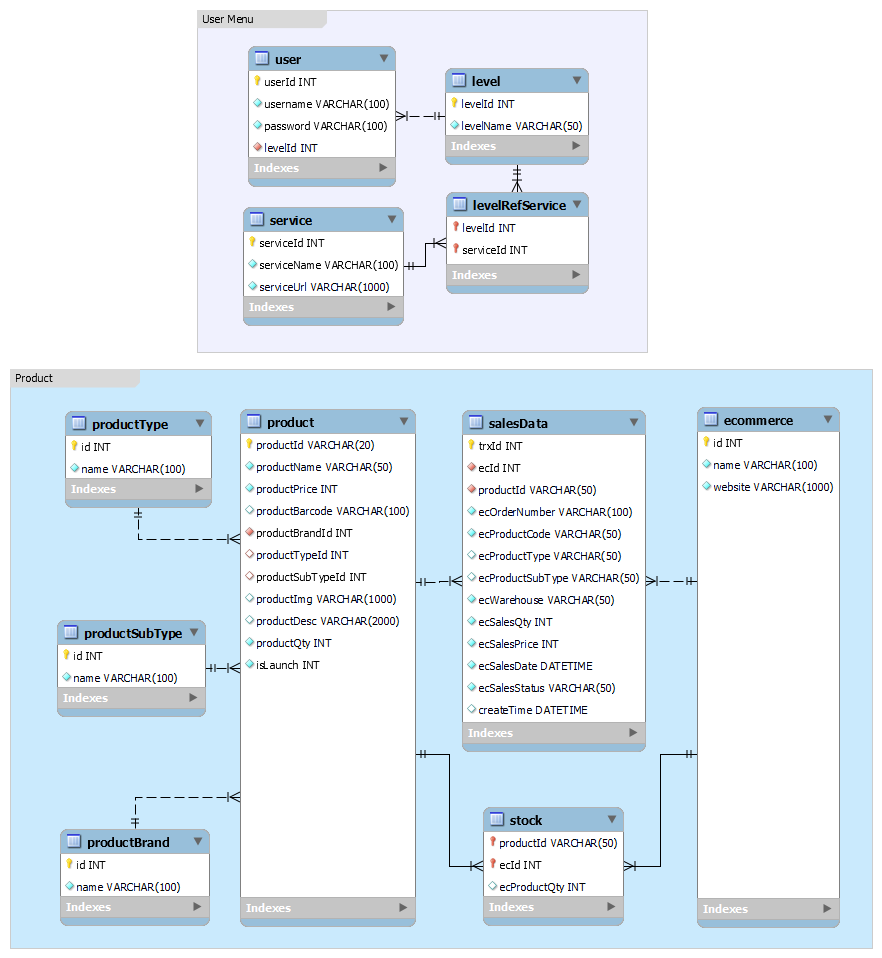 User Menu
user
userId INT
username VARCHAR(100)
password VARCHAR(100)
levelId INT
Indexes
level
levelId INT
levelName VARCHAR(50)
Indexes
service
serviceId INT
serviceName VARCHAR(100)
serviceUrl VARCHAR(1000)
Indexes
levelRefService
levelId INT
serviceId INT
Indexes
Product
productType
id INT
name VARCHAR(100)
Indexes
productSubType
id INT
name VARCHAR(100)
Indexes
productBrand
id INT
name VARCHAR(100)
Indexes
product
productId VARCHAR(20)
productName VARCHAR(50)
productPrice INT
productBarcode VARCHAR(100)
productBrandId INT
productTypeId INT
productSubTypeId INT
productImg VARCHAR(1000)
productDesc VARCHAR(2000)
productQty INT
isLaunch INT
Indexes
salesData
trxId INT
ecId INT
productId VARCHAR(50)
ecOrderNumber VARCHAR(100)
ecProductCode VARCHAR(50)
ecProductType VARCHAR(50)
ecProductSubType VARCHAR(50)
ecWarehouse VARCHAR(50)
ecSalesQty INT
ecSalesPrice INT
ecSalesDate DATETIME
ecSalesStatus VARCHAR(50)
createTime DATETIME
Indexes
stock
productId VARCHAR(50)
ecId INT
ecProductQty INT
Indexes
ecommerce
id INT
name VARCHAR(100)
website VARCHAR(1000)
Indexes